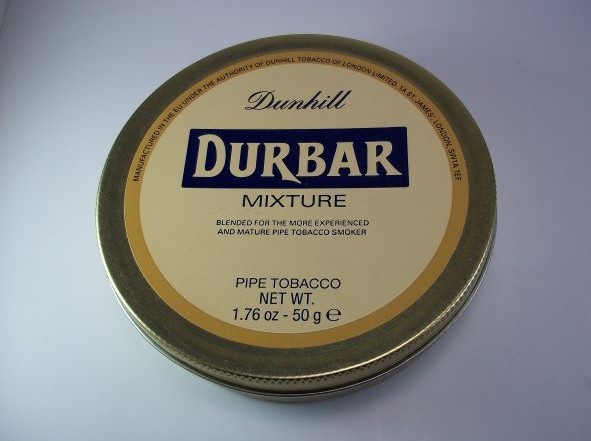 MANUFACTURED IN THE EU UNDER THE AUTHORITY OF DUNHILL TOBACCO OF LONDON LIMITED, 1A ST. JAMES', LONDON, SW1A 1EF
Dunhill
DURBAR
MIXTURE
BLENDED FOR THE MORE EXPERIENCED
AND MATURE PIPE TOBACCO SMOKER
PIPE TOBACCO
NET WT.
1.76 oz - 50 g ℮